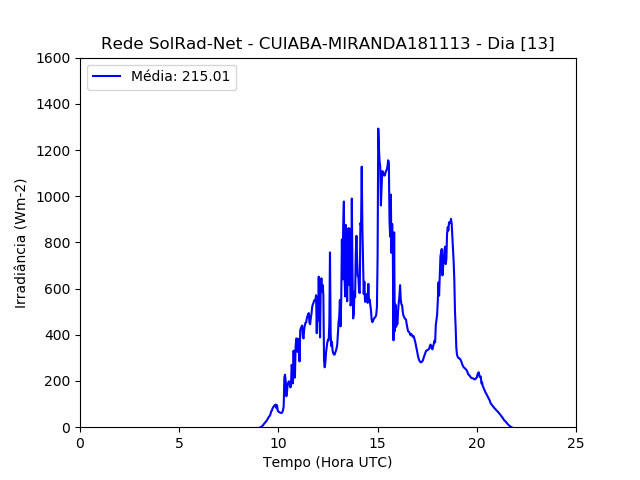 Rede SolRad-Net - CUIABA-MIRANDA181113 - Dia [13]
Média: 215.01
1600
1400
1200
1000
800
600
400
200
0
Irradiância (Wm-2)
0 5 10 15 20 25
Tempo (Hora UTC)